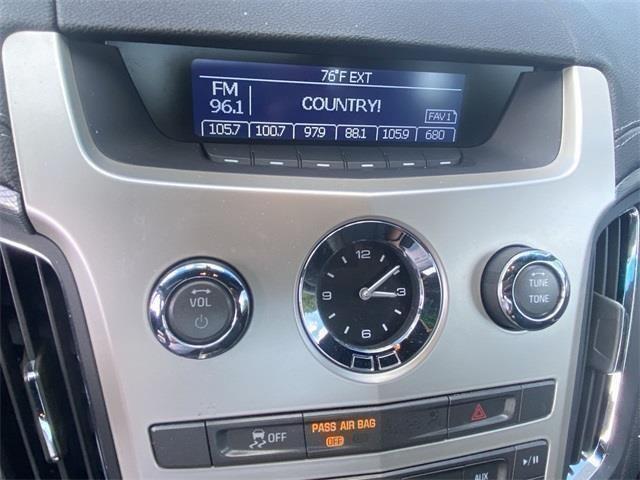 76°F EXT
FM
96.1
COUNTRY!
FAV 1
105.7 100.7 97.9 88.1 105.9 680
VOL
12
3
6
9
TUNE
TONE
OFF
PASS AIR BAG
OFF
AUX